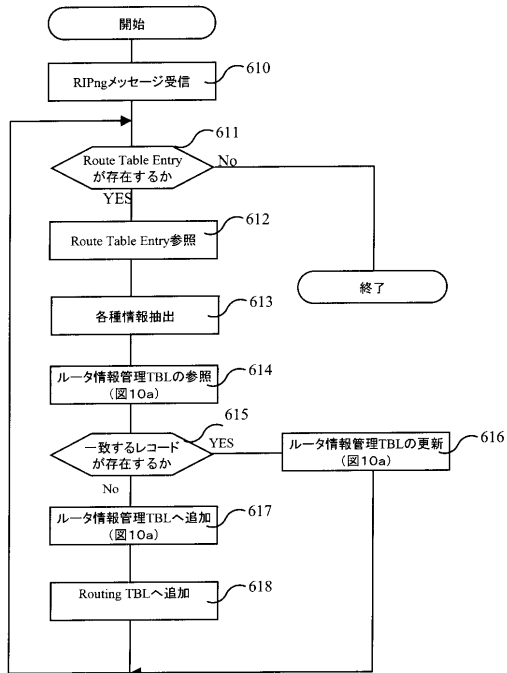 開始
RIPngメッセージ受信
610
611
Route Table Entry
が存在するか
No
YES
612
Route Table Entry参照
終了
613
各種情報抽出
614
ルータ情報管理TBLの参照
(図10a)
615
一致するレコード
が存在するか
YES
ルータ情報管理TBLの更新
(図10a)
616
No
ルータ情報管理TBLへ追加
(図10a)
617
Routing TBLへ追加
618